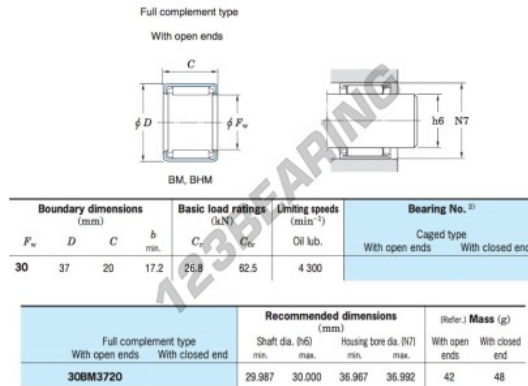 Full complement type
With open ends
C
φD
φFw
h6
N7
BM, BHM
123BEARING
Boundary dimensions Basic load ratings Limiting speeds Bearing No. 2)
(mm) (kN) (min⁻¹)
Fw D C b min. Cr C0r Oil lub. Caged type
With open ends With closed end
30 37 20 17.2 26.8 62.5 4 300
Recommended dimensions (Refer.) Mass (g)
(mm)
Full complement type Shaft dia. (h6) Housing bore dia. (N7) With open With closed
With open ends With closed end min. max. min. max. ends end
30BM3720 29.987 30.000 36.967 36.992 42 48